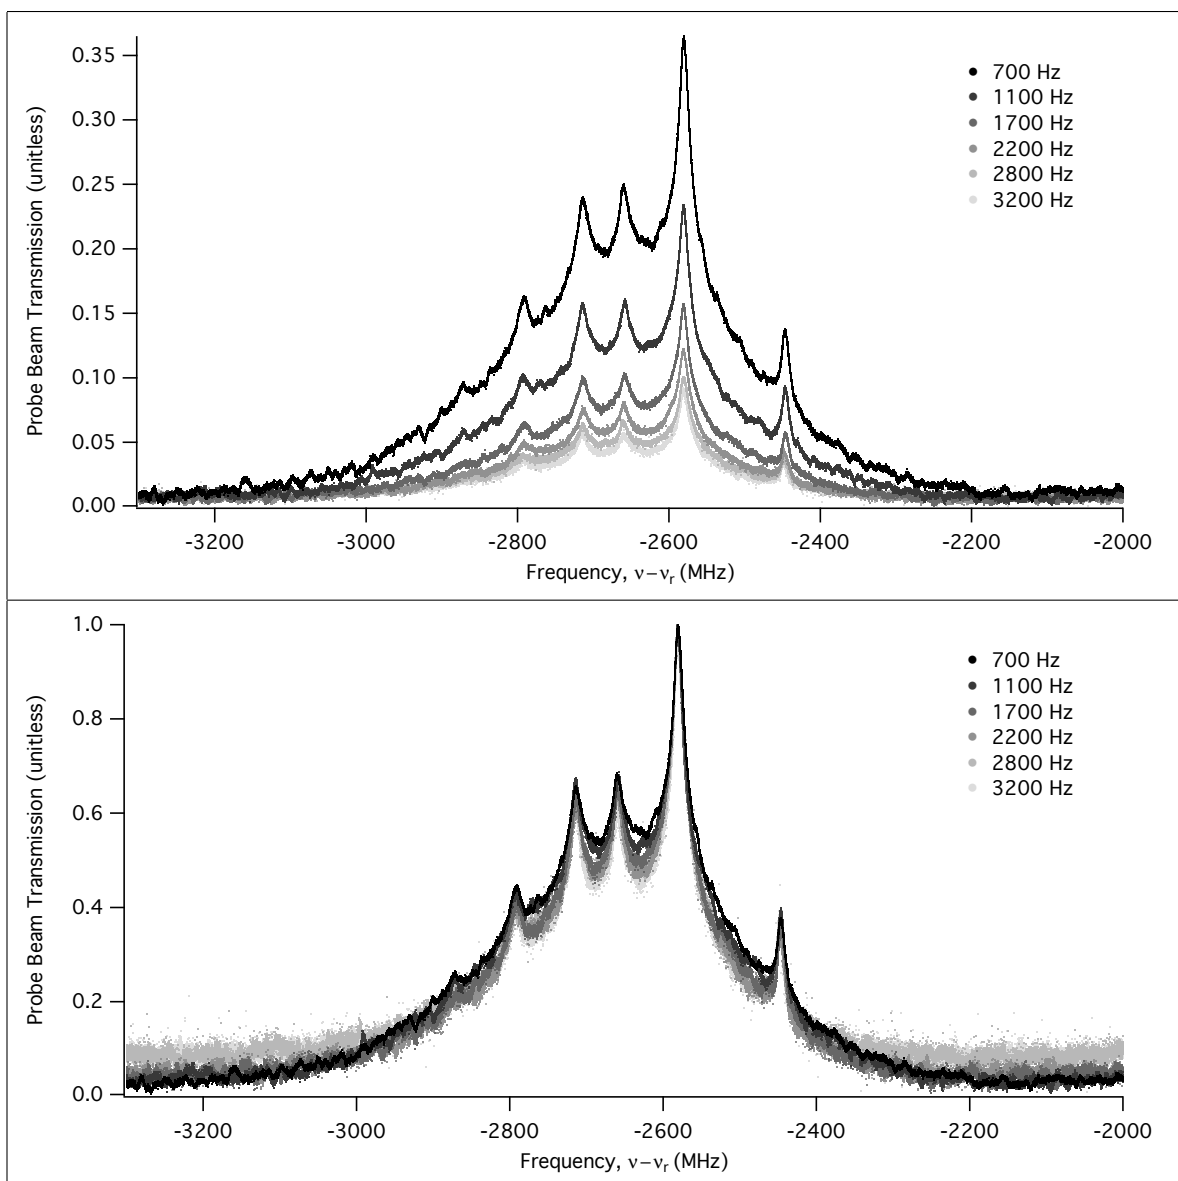 0.35
0.30
0.25
0.20
0.15
0.10
0.05
0.00
Probe Beam Transmission (unitless)
700 Hz
1100 Hz
1700 Hz
2200 Hz
2800 Hz
3200 Hz
-3200 -3000 -2800 -2600 -2400 -2200 -2000
Frequency, ν−νr (MHz)
1.0
0.8
0.6
0.4
0.2
0.0
Probe Beam Transmission (unitless)
700 Hz
1100 Hz
1700 Hz
2200 Hz
2800 Hz
3200 Hz
-3200 -3000 -2800 -2600 -2400 -2200 -2000
Frequency, ν−νr (MHz)